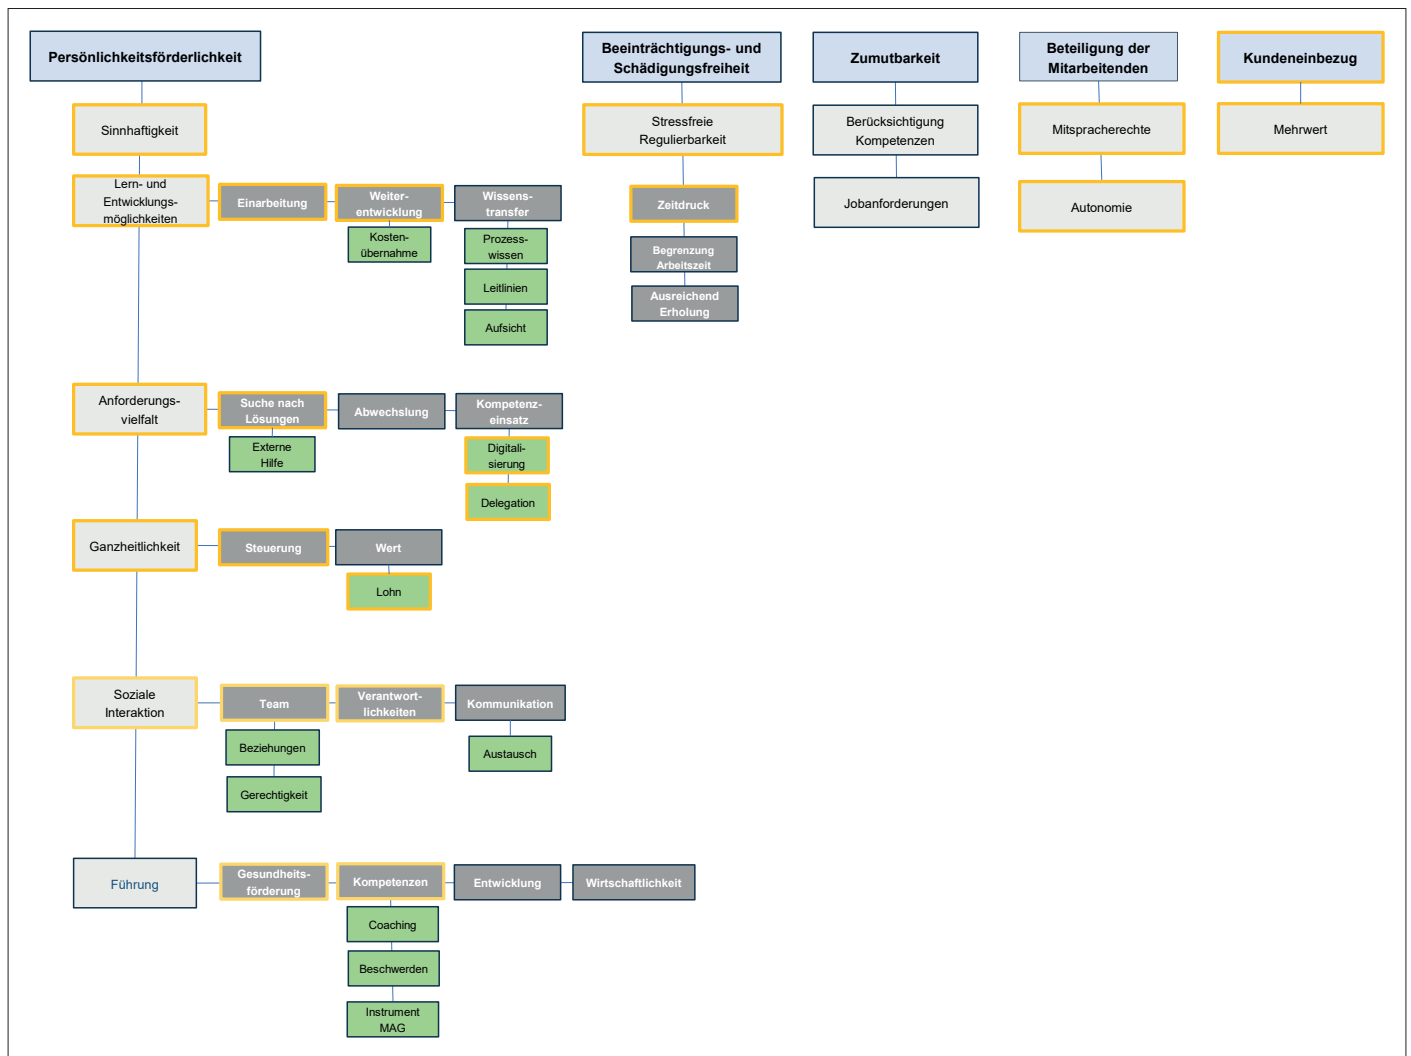 Persönlichkeitsförderlichkeit
Beeinträchtigungs- und
Schädigungsfreiheit
Zumutbarkeit
Beteiligung der
Mitarbeitenden
Kundeneinbezug
Sinnhaftigkeit
Stressfreie
Regulierbarkeit
Berücksichtigung
Kompetenzen
Mitspracherechte
Mehrwert
Lern- und
Entwicklungs-
möglichkeiten
Einarbeitung
Weiter-
entwicklung
Wissens-
transfer
Zeitdruck
Jobanforderungen
Autonomie
Kosten-
übernahme
Prozess-
wissen
Begrenzung
Arbeitszeit
Leitlinien
Ausreichend
Erholung
Aufsicht
Anforderungs-
vielfalt
Suche nach
Lösungen
Abwechslung
Kompetenz-
einsatz
Externe
Hilfe
Digitali-
sierung
Delegation
Ganzheitlichkeit
Steuerung
Wert
Lohn
Soziale
Interaktion
Team
Verantwort-
lichkeiten
Kommunikation
Beziehungen
Austausch
Gerechtigkeit
Führung
Gesundheits-
förderung
Kompetenzen
Entwicklung
Wirtschaftlichkeit
Coaching
Beschwerden
Instrument
MAG